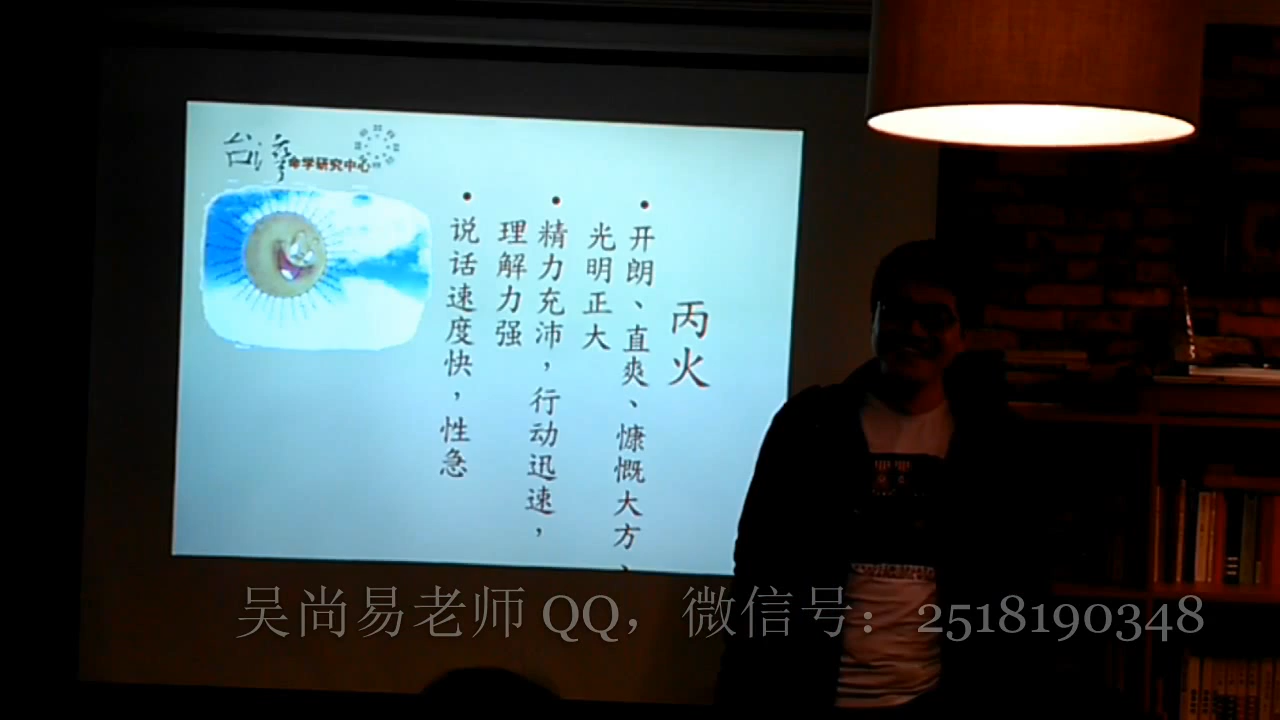 台湾命学研究中心
丙火
• 开朗、直爽、慷慨大方、
光明正大
• 精力充沛，行动迅速，
理解力强
• 说话速度快，性急
吴尚易老师 QQ，微信号：2518190348